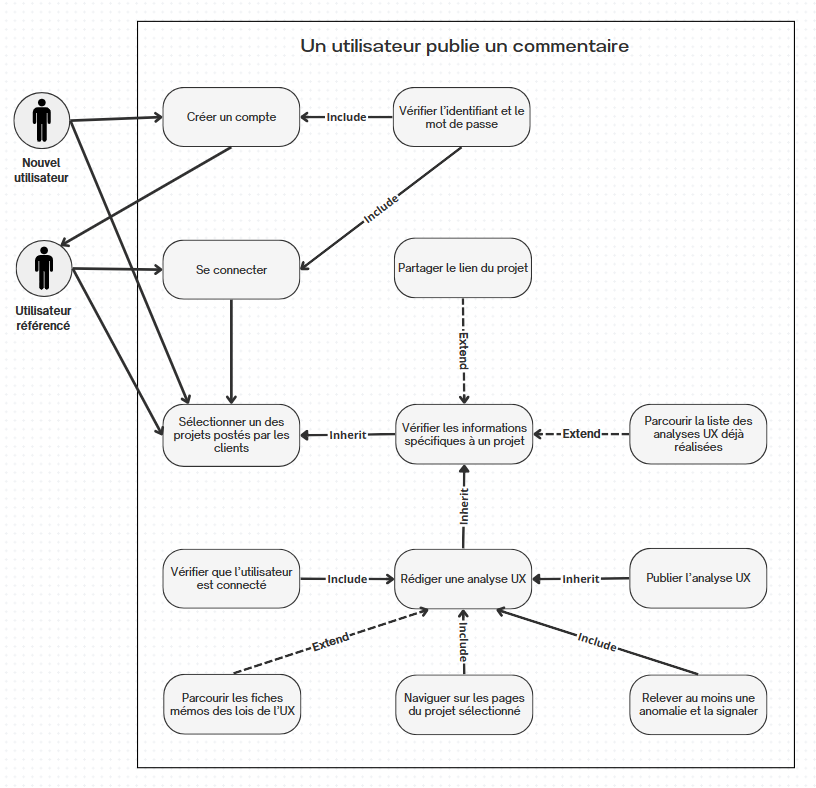 Un utilisateur publie un commentaire
Créer un compte
Include
Vérifier l'identifiant et le
mot de passe
Nouvel
utilisateur
Include
Se connecter
Partager le lien du projet
Utilisateur
référencé
Extend
Sélectionner un des
projets postés par les
clients
Inherit
Vérifier les informations
spécifiques à un projet
Extend
Parcourir la liste des
analyses UX déjà
réalisées
Inherit
Vérifier que l'utilisateur
est connecté
Include
Rédiger une analyse UX
Inherit
Publier l'analyse UX
Extend
Include
Include
Parcourir les fiches
mémos des lois de l'UX
Naviguer sur les pages
du projet sélectionné
Relever au moins une
anomalie et la signaler